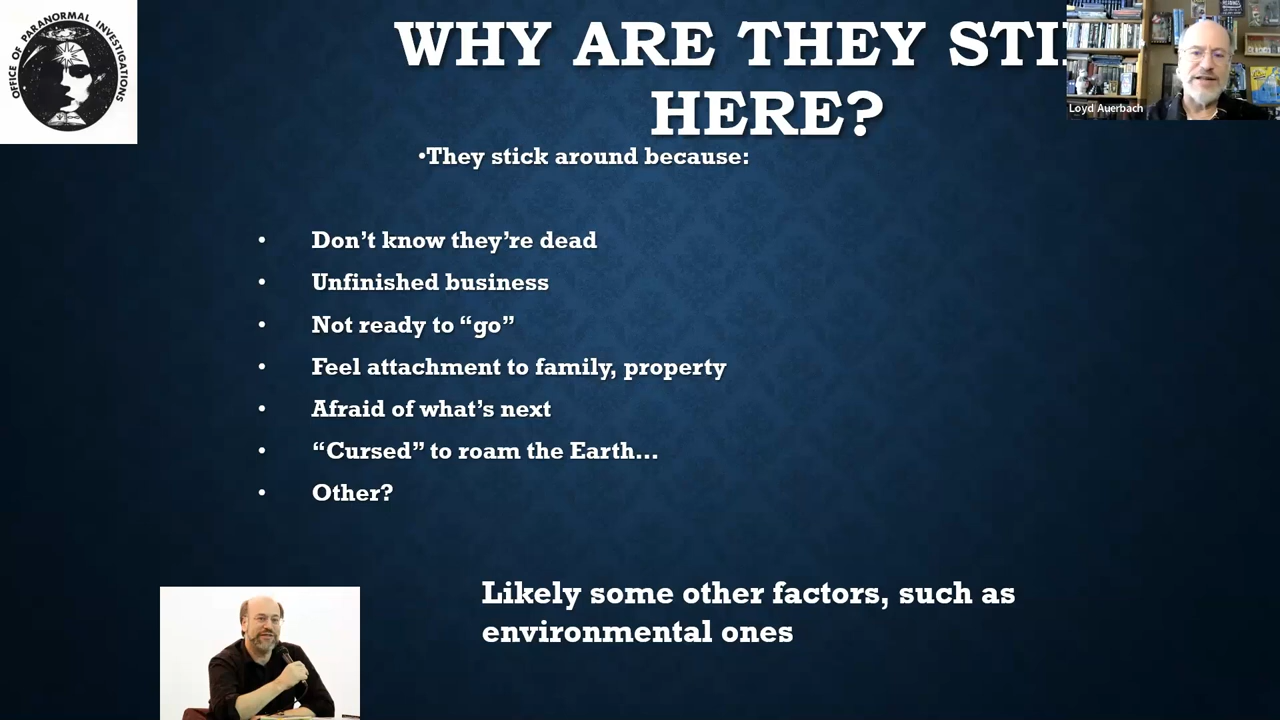 OFFICE OF PARANORMAL INVESTIGATIONS
WHY ARE THEY STI
HERE?
Loyd Auerbach
•They stick around because:
• Don’t know they’re dead
• Unfinished business
• Not ready to “go”
• Feel attachment to family, property
• Afraid of what’s next
• “Cursed” to roam the Earth…
• Other?
Likely some other factors, such as
environmental ones